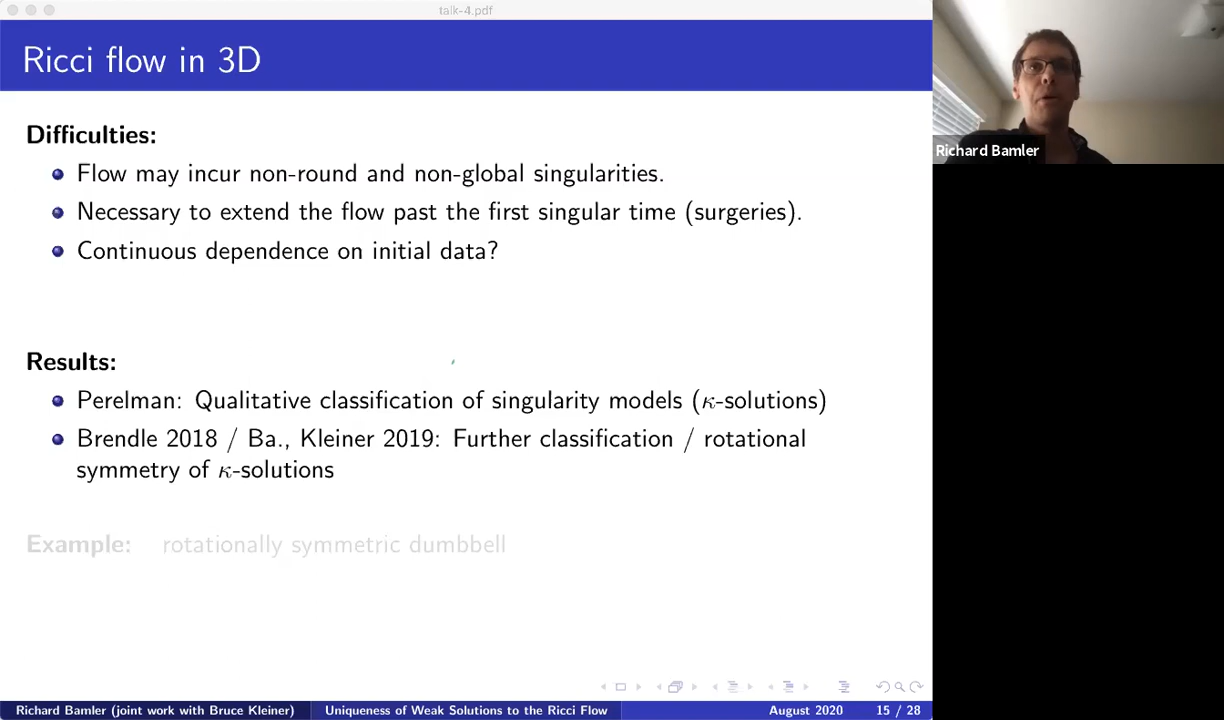 talk-4.pdf
Ricci flow in 3D
Difficulties:
Flow may incur non-round and non-global singularities.
Necessary to extend the flow past the first singular time (surgeries).
Continuous dependence on initial data?
Results:
Perelman: Qualitative classification of singularity models (κ-solutions)
Brendle 2018 / Ba., Kleiner 2019: Further classification / rotational
symmetry of κ-solutions
Example: rotationally symmetric dumbbell
Richard Bamler (joint work with Bruce Kleiner) Uniqueness of Weak Solutions to the Ricci Flow August 2020 15 / 28
Richard Bamler